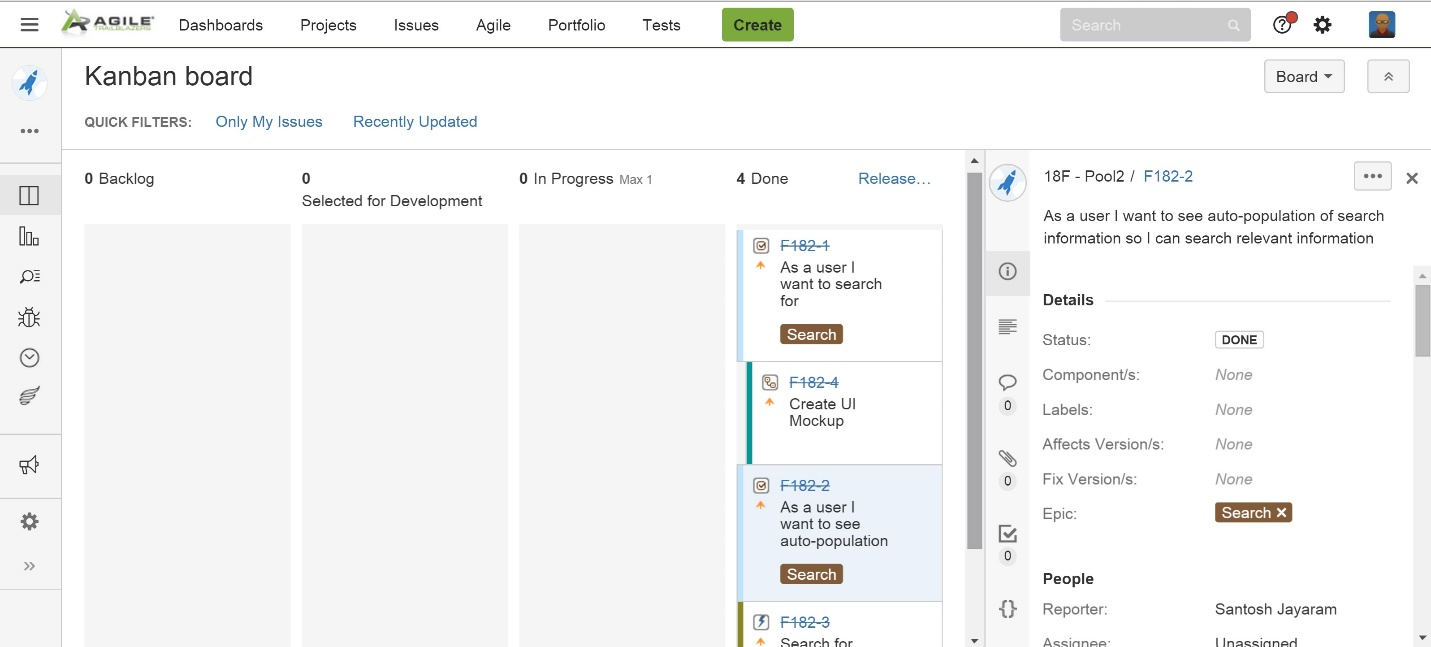 AGILE
TRAILBLAZERS
Dashboards Projects Issues Agile Portfolio Tests Create Search
Kanban board
Board
QUICK FILTERS: Only My Issues Recently Updated
0 Backlog
0
Selected for Development
0 In Progress Max 1
4 Done Release…
F182-1
As a user I
want to search
for
Search
F182-4
Create UI
Mockup
F182-2
As a user I
want to see
auto-population
Search
F182-3
Search for
18F - Pool2 / F182-2
As a user I want to see auto-population of search
information so I can search relevant information
0
0
0
Details
Status: DONE
Component/s: None
Labels: None
Affects Version/s: None
Fix Version/s: None
Epic: Search
People
Reporter: Santosh Jayaram
Assignee: Unassigned